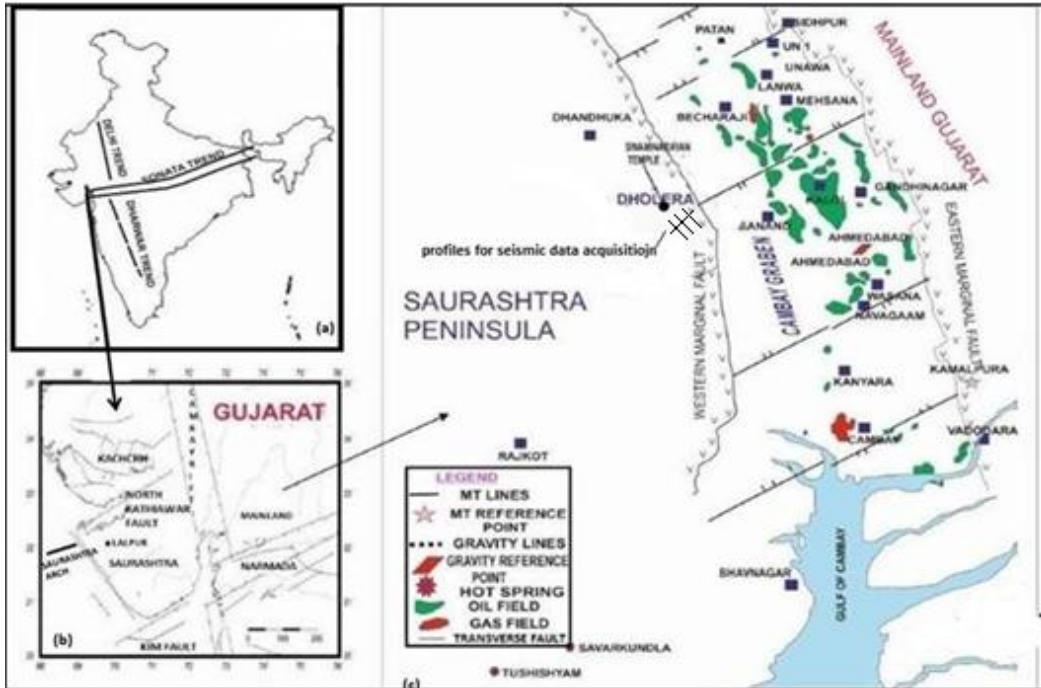 DELHI TREND
SONATA TREND
DHARWAR TREND
(a)
GUJARAT
KACHCHH
NORTH
KATHIAWAR
FAULT
LALPUR
SAURASHTRA
ARCH
SAURASHTRA
MAINLAND
NARMADA
KIM FAULT
(b)
SIDHPUR
PATAN
UN 1
UNAWA
LANWA
MEHSANA
BECHARAJI
DHANDHUKA
TEMPLE
DHOLERA
profiles for seismic data acquisitiojn
MAINLAND GUJARAT
GANDHINAGAR
KALOL
SANAND
AHMEDABAD
AHMEDABAD
CAMBAY GRABEN
WESTERN MARGINAL FAULT
EASTERN MARGINAL FAULT
WASANA
NAVAGAAM
SAURASHTRA
PENINSULA
KANYARA
KAMALPURA
CAMBAY
VADODARA
RAJKOT
LEGEND
MT LINES
MT REFERENCE
POINT
GRAVITY LINES
GRAVITY REFERENCE
POINT
HOT SPRING
OIL FIELD
GAS FIELD
TRANSVERSE FAULT
BHAVNAGAR
GULF OF CAMBAY
SAVARKUNDLA
TUSHISHYAM
(c)